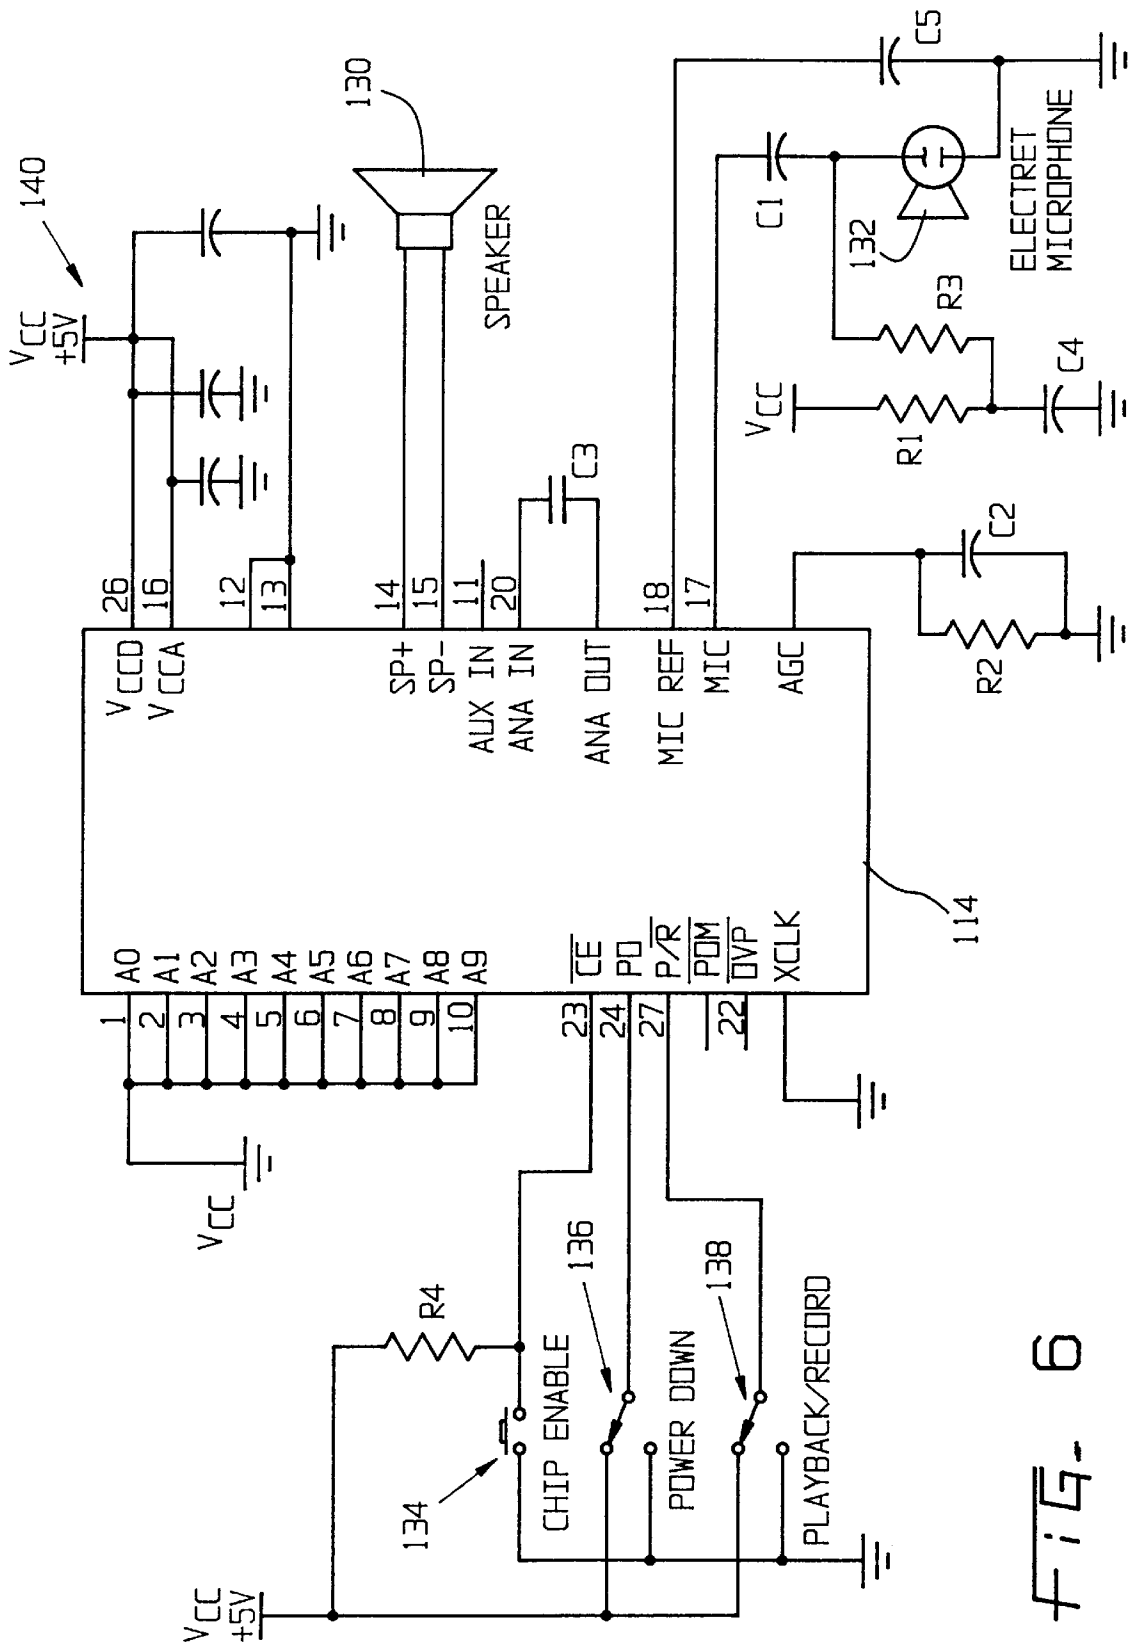 140
VCC
+5V
130
SPEAKER
26
16
12
13
14
15
11
20
18
17
C3
VCCD
VCCA
SP+
SP-
AUX IN
ANA IN
ANA OUT
MIC REF
MIC
AGC
C5
C1
132
ELECTRET
MICROPHONE
R3
VCC
R1
C4
C2
R2
A0
A1
A2
A3
A4
A5
A6
A7
A8
A9
CE
PD
P/R
POM
OVP
XCLK
114
1
2
3
4
5
6
7
8
9
10
23
24
27
22
VCC
R4
134
CHIP ENABLE
136
POWER DOWN
138
PLAYBACK/RECORD
VCC
+5V
FiG. 6